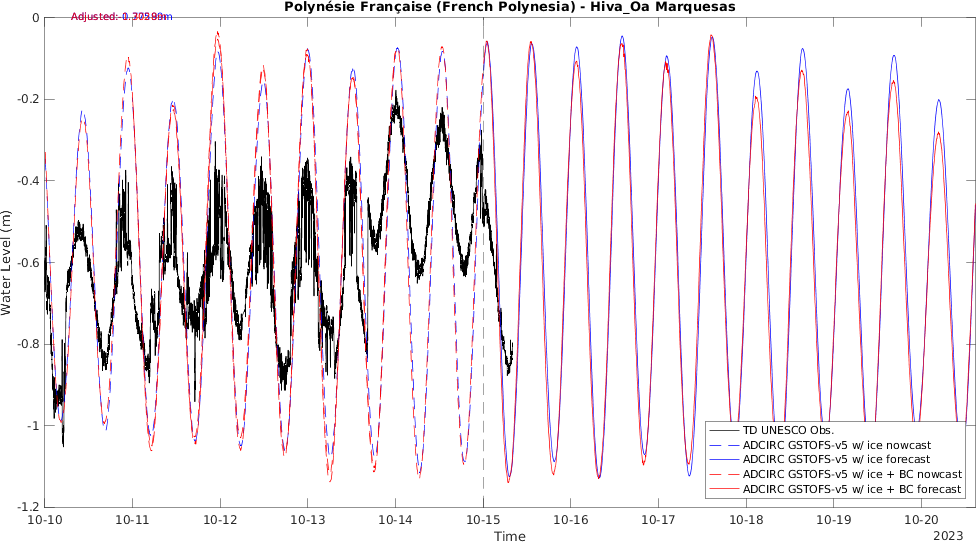 Polynésie Française (French Polynesia) - Hiva_Oa Marquesas
Adjusted:
0
-0.2
-0.4
-0.6
-0.8
-1
-1.2
Water Level (m)
TD UNESCO Obs.
ADCIRC GSTOFS-v5 w/ ice nowcast
ADCIRC GSTOFS-v5 w/ ice forecast
ADCIRC GSTOFS-v5 w/ ice + BC nowcast
ADCIRC GSTOFS-v5 w/ ice + BC forecast
10-10 10-11 10-12 10-13 10-14 10-15 10-16 10-17 10-18 10-19 10-20
Time
2023